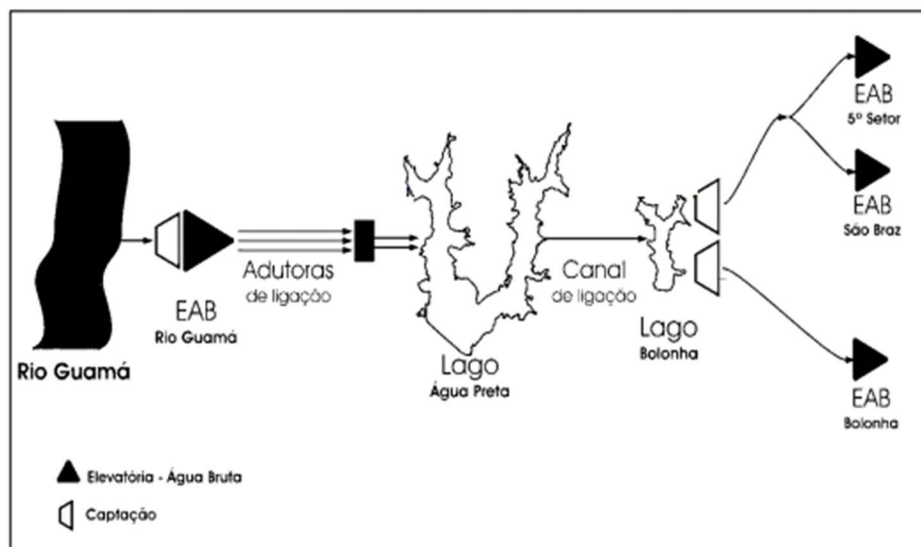 EAB
5º Setor
EAB
São Braz
Adutoras
de ligação
Canal
de ligação
EAB
Rio Guamá
Rio Guamá
Lago
Água Preta
Lago
Bolonha
EAB
Bolonha
Elevatória - Água Bruta
Captação